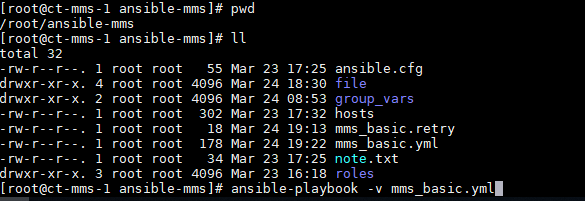 [root@ct-mms-1 ansible-mms]# pwd
/root/ansible-mms
[root@ct-mms-1 ansible-mms]# ll
total 32
-rw-r--r--. 1 root root   55 Mar 23 17:25 ansible.cfg
drwxr-xr-x. 4 root root 4096 Mar 24 18:30 file
drwxr-xr-x. 2 root root 4096 Mar 24 08:53 group_vars
-rw-r--r--. 1 root root  302 Mar 23 17:32 hosts
-rw-r--r--. 1 root root   18 Mar 24 19:13 mms_basic.retry
-rw-r--r--. 1 root root  178 Mar 24 19:22 mms_basic.yml
-rw-r--r--. 1 root root   34 Mar 23 17:25 note.txt
drwxr-xr-x. 3 root root 4096 Mar 23 16:18 roles
[root@ct-mms-1 ansible-mms]# ansible-playbook -v mms_basic.yml